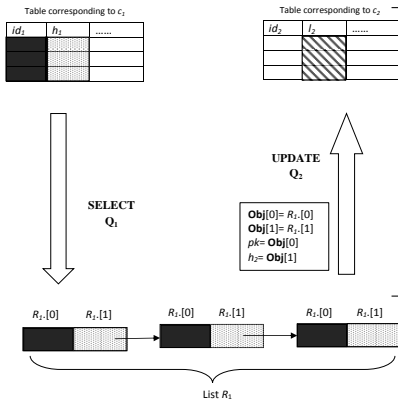 Table corresponding to c1
Table corresponding to c2
id1 h1 ......
id2 l2 ......
SELECT
Q1
UPDATE
Q2
Obj[0]= R1.[0]
Obj[1]= R1.[1]
pk= Obj[0]
h2= Obj[1]
R1.[0] R1.[1]
R1.[0] R1.[1]
R1.[0] R1.[1]
List R1